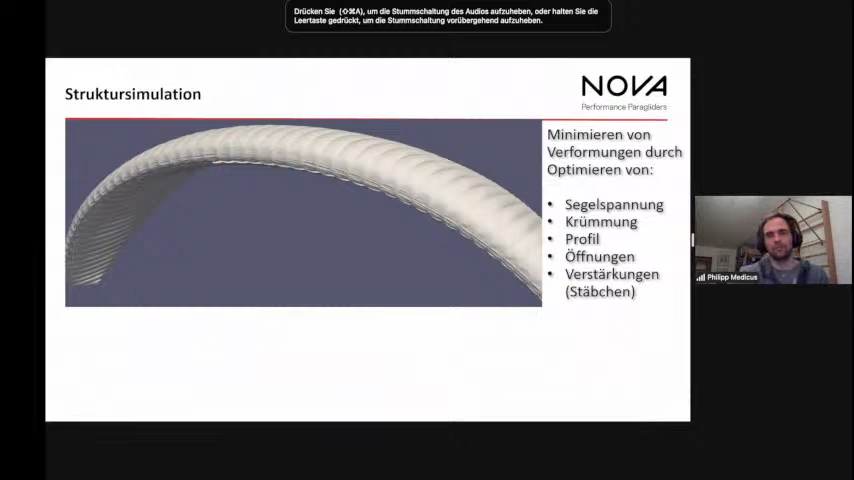 Drücken Sie (⇧⌘A), um die Stummschaltung des Audios aufzuheben, oder halten Sie die
Leertaste gedrückt, um die Stummschaltung vorübergehend aufzuheben.
Struktursimulation
NOVA
Performance Paragliders
Minimieren von
Verformungen durch
Optimieren von:
• Segelspannung
• Krümmung
• Profil
• Öffnungen
• Verstärkungen
(Stäbchen)
Philipp Medicus